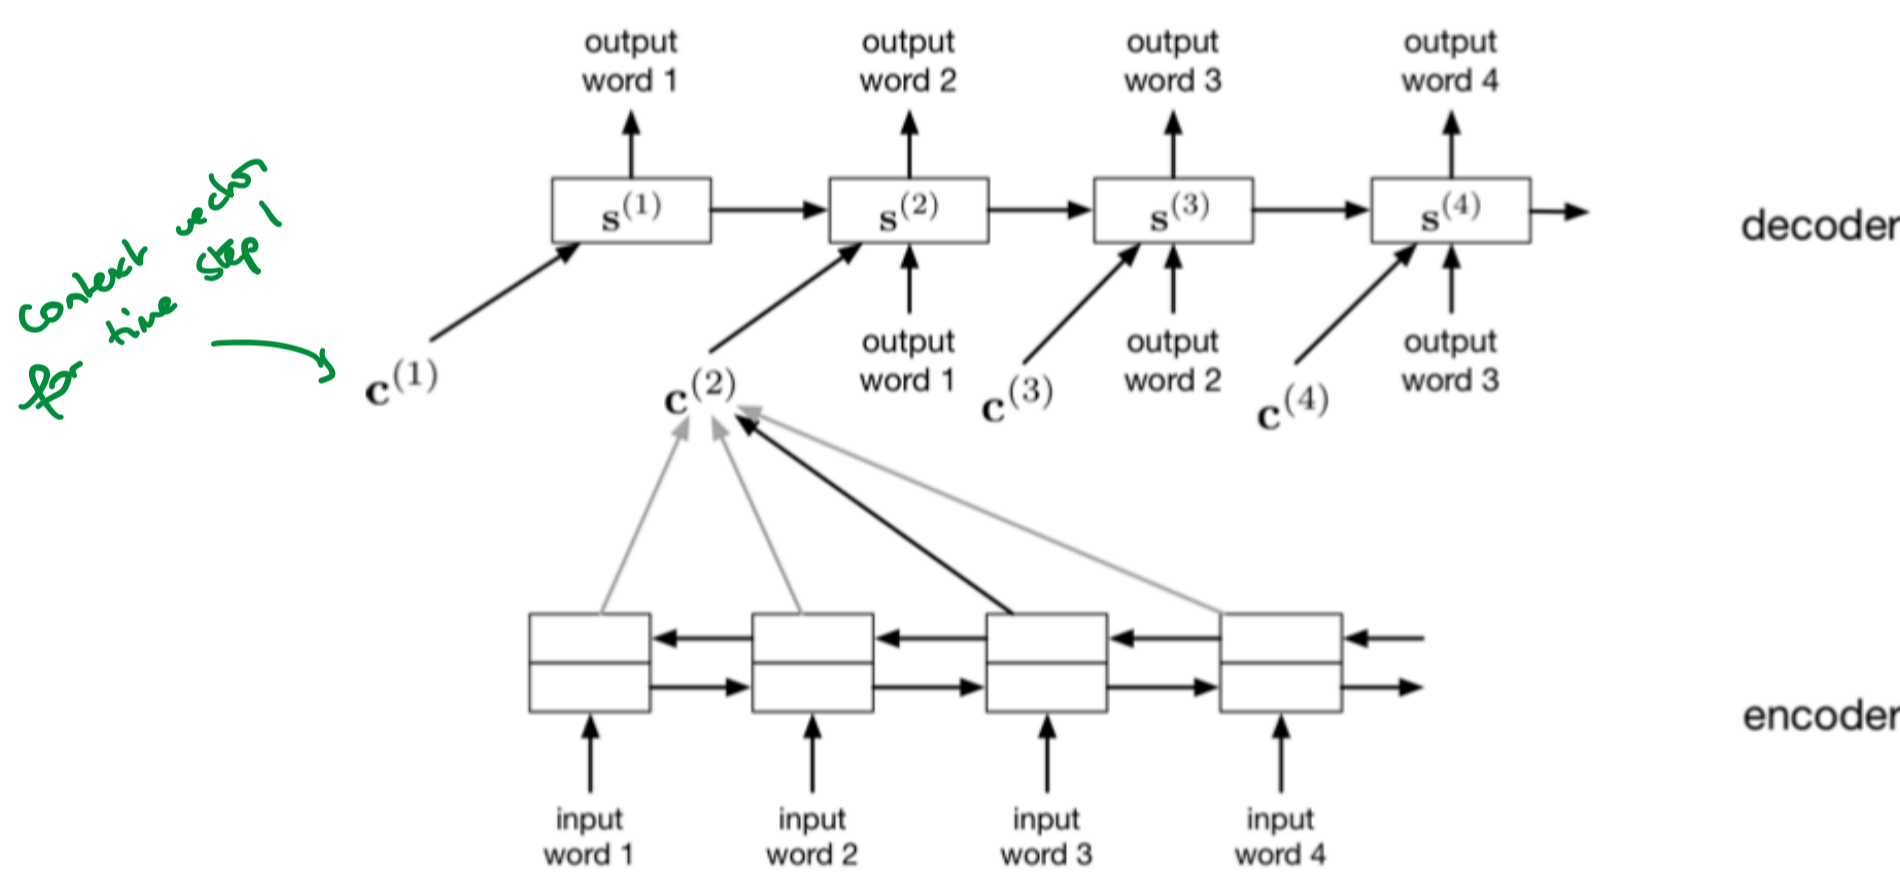 output output output output
word 1 word 2 word 3 word 4
s(1) s(2) s(3) s(4)
decoder
context vector
for time step 1
output output output
word 1 word 2 word 3
c(1) c(2) c(3) c(4)
encoder
input input input input
word 1 word 2 word 3 word 4